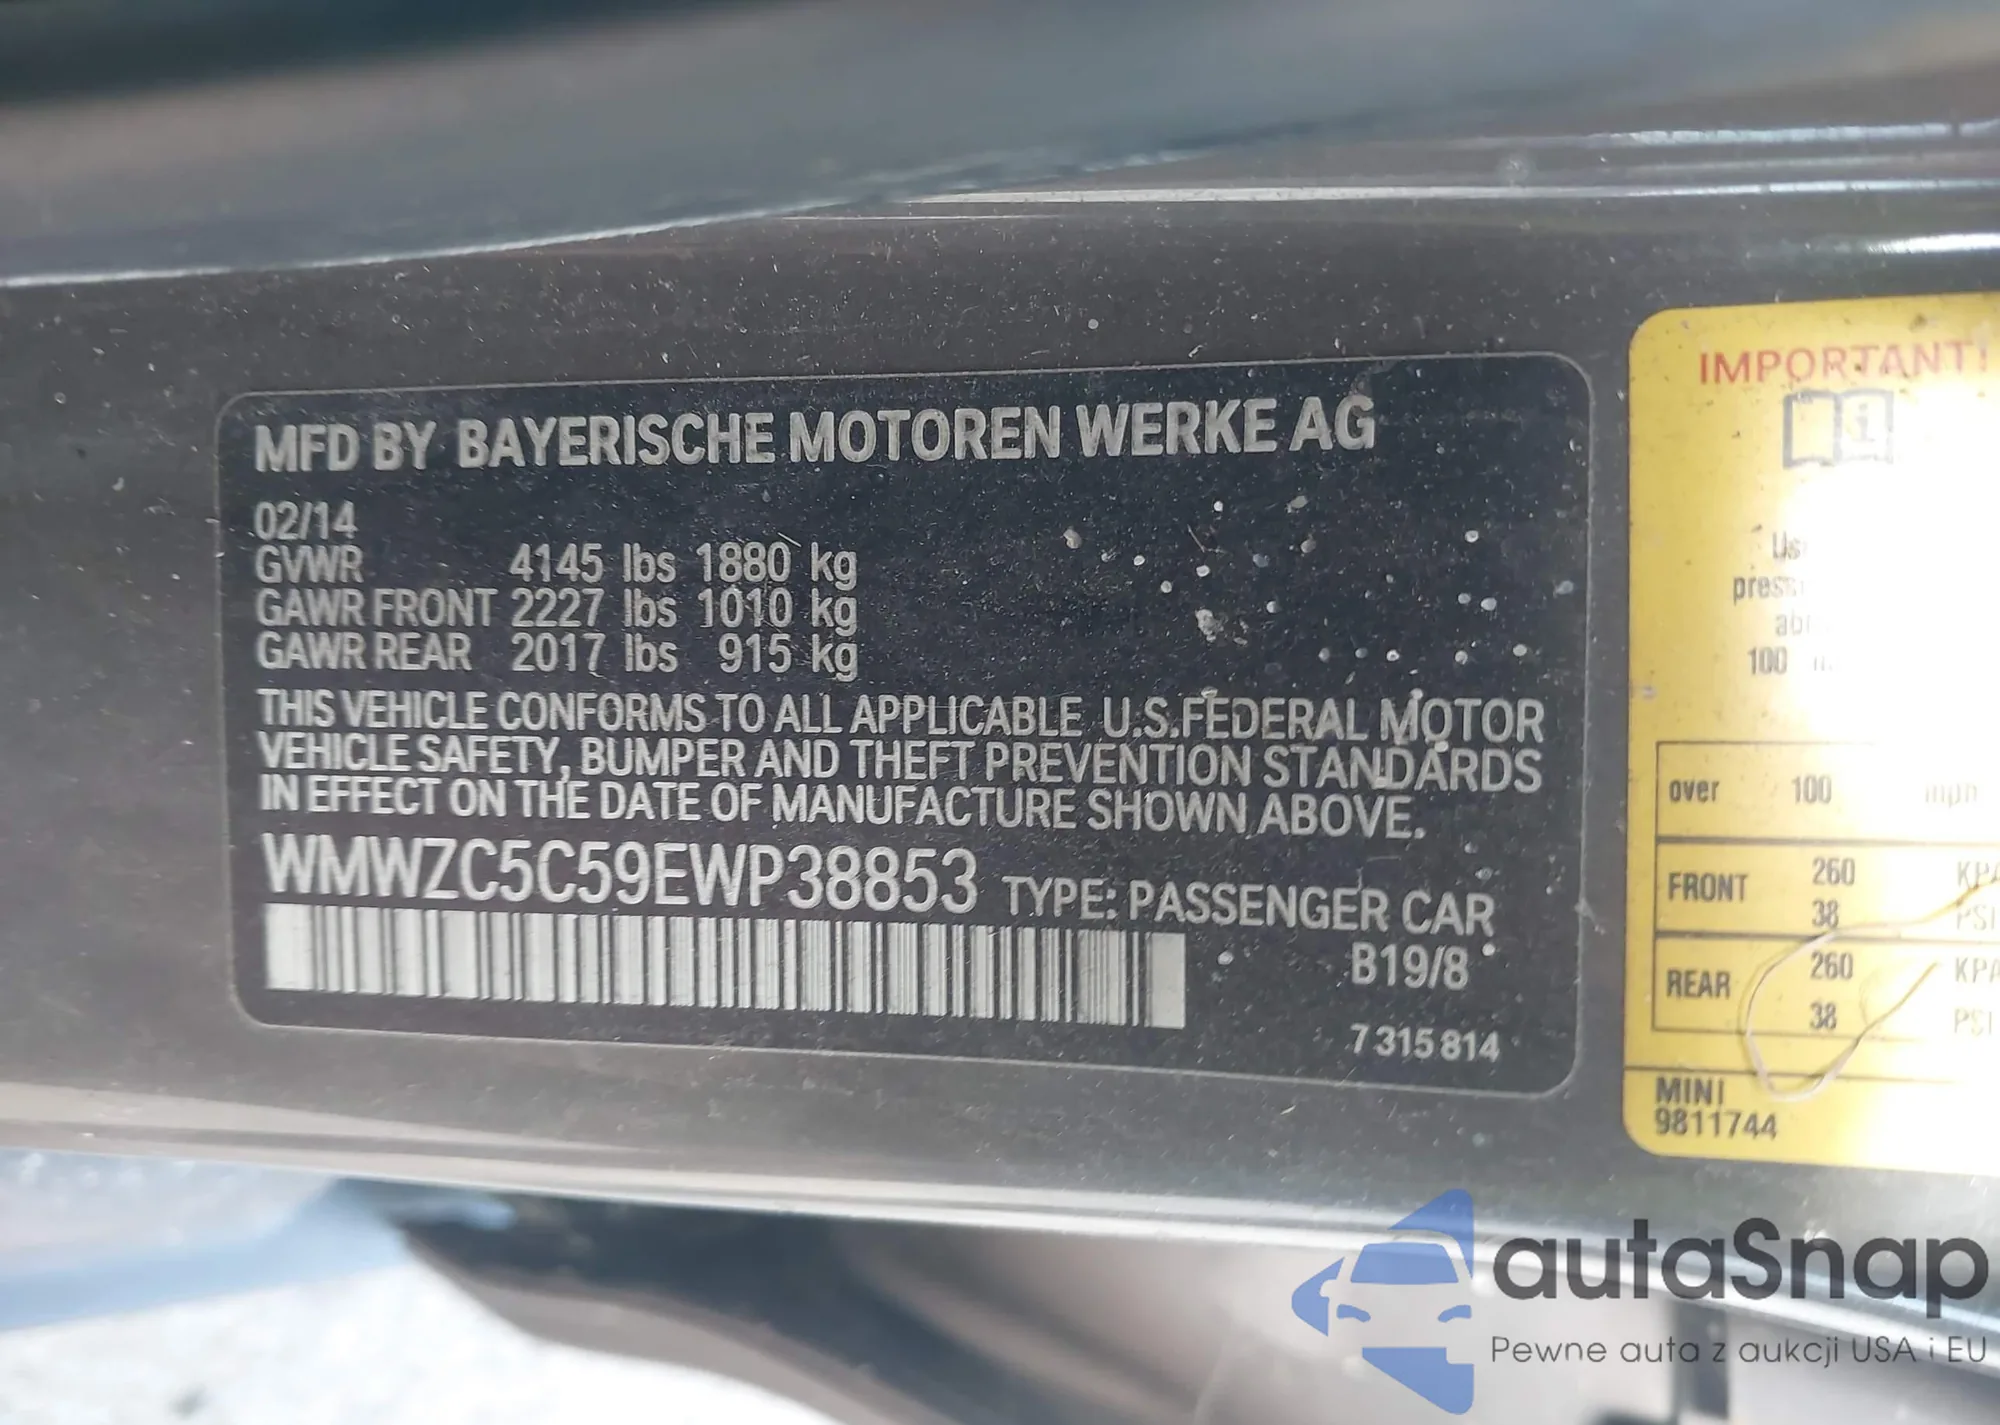 MFD BY BAYERISCHE MOTOREN WERKE AG
02/14
GVWR 4145 lbs 1880 kg
GAWR FRONT 2227 lbs 1010 kg
GAWR REAR 2017 lbs 915 kg
THIS VEHICLE CONFORMS TO ALL APPLICABLE U.S.FEDERAL MOTOR
VEHICLE SAFETY, BUMPER AND THEFT PREVENTION STANDARDS
IN EFFECT ON THE DATE OF MANUFACTURE SHOWN ABOVE.
WMWZC5C59EWP38853 TYPE: PASSENGER CAR
B19/8
7 315 814
IMPORTANT!
100
over 100 mph
FRONT 260 KPA
38 PSI
REAR 260 KPA
38 PSI
MINI
9811744
autaSnap
Pewne auta z aukcji USA i EU